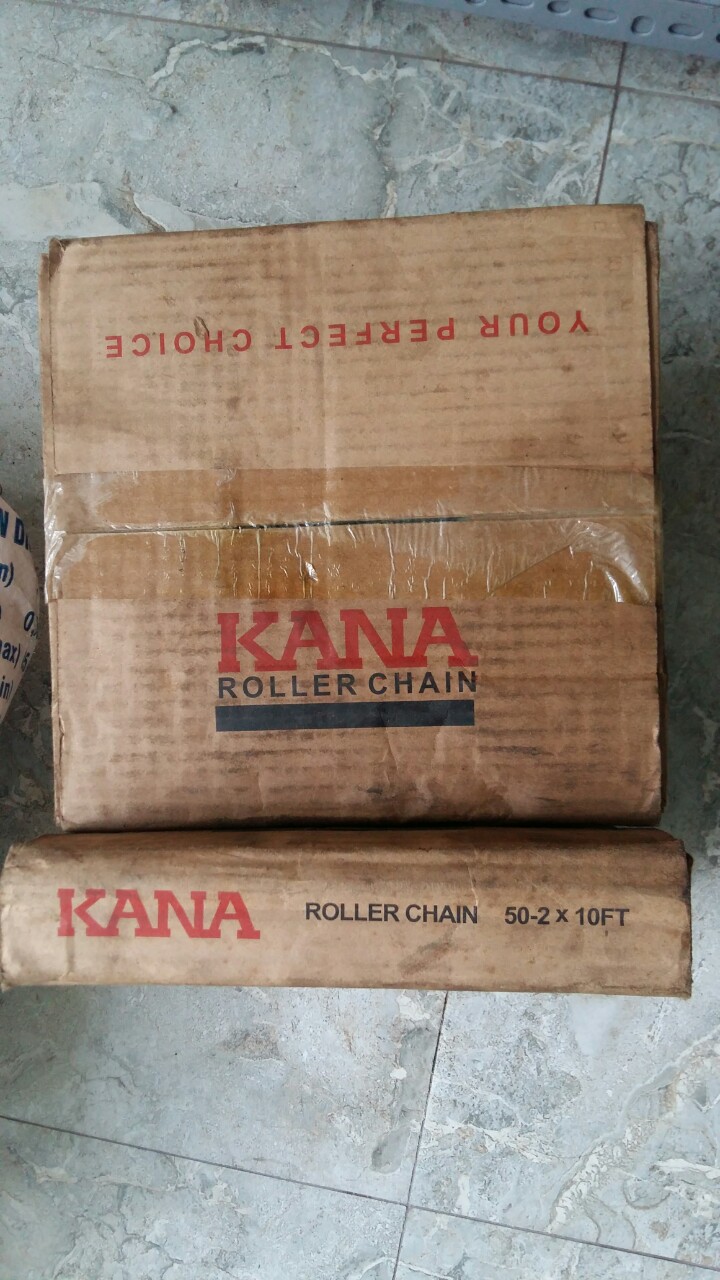 YOUR PERFECT CHOICE
KANA
ROLLER CHAIN
KANA ROLLER CHAIN 50-2 x 10FT